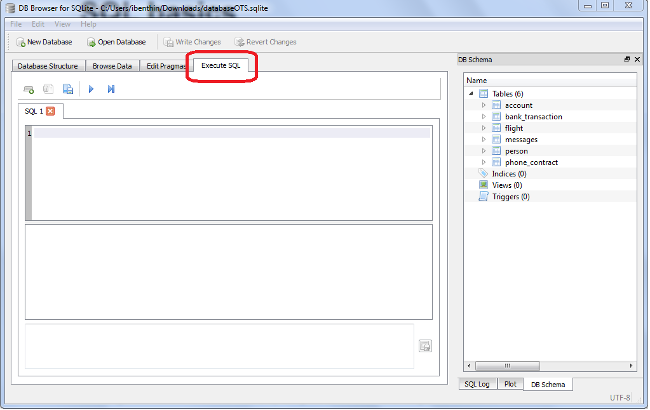 SQL basics
DB Browser for SQLite - C:/Users/ibenthin/Downloads/databaseOTS.sqlite
File Edit View Help
New Database Open Database Write Changes Revert Changes
Database Structure Browse Data Edit Pragmas Execute SQL
SQL 1
1
DB Schema
Name
Tables (6)
account
bank_transaction
flight
messages
person
phone_contract
Indices (0)
Views (0)
Triggers (0)
SQL Log Plot DB Schema
UTF-8